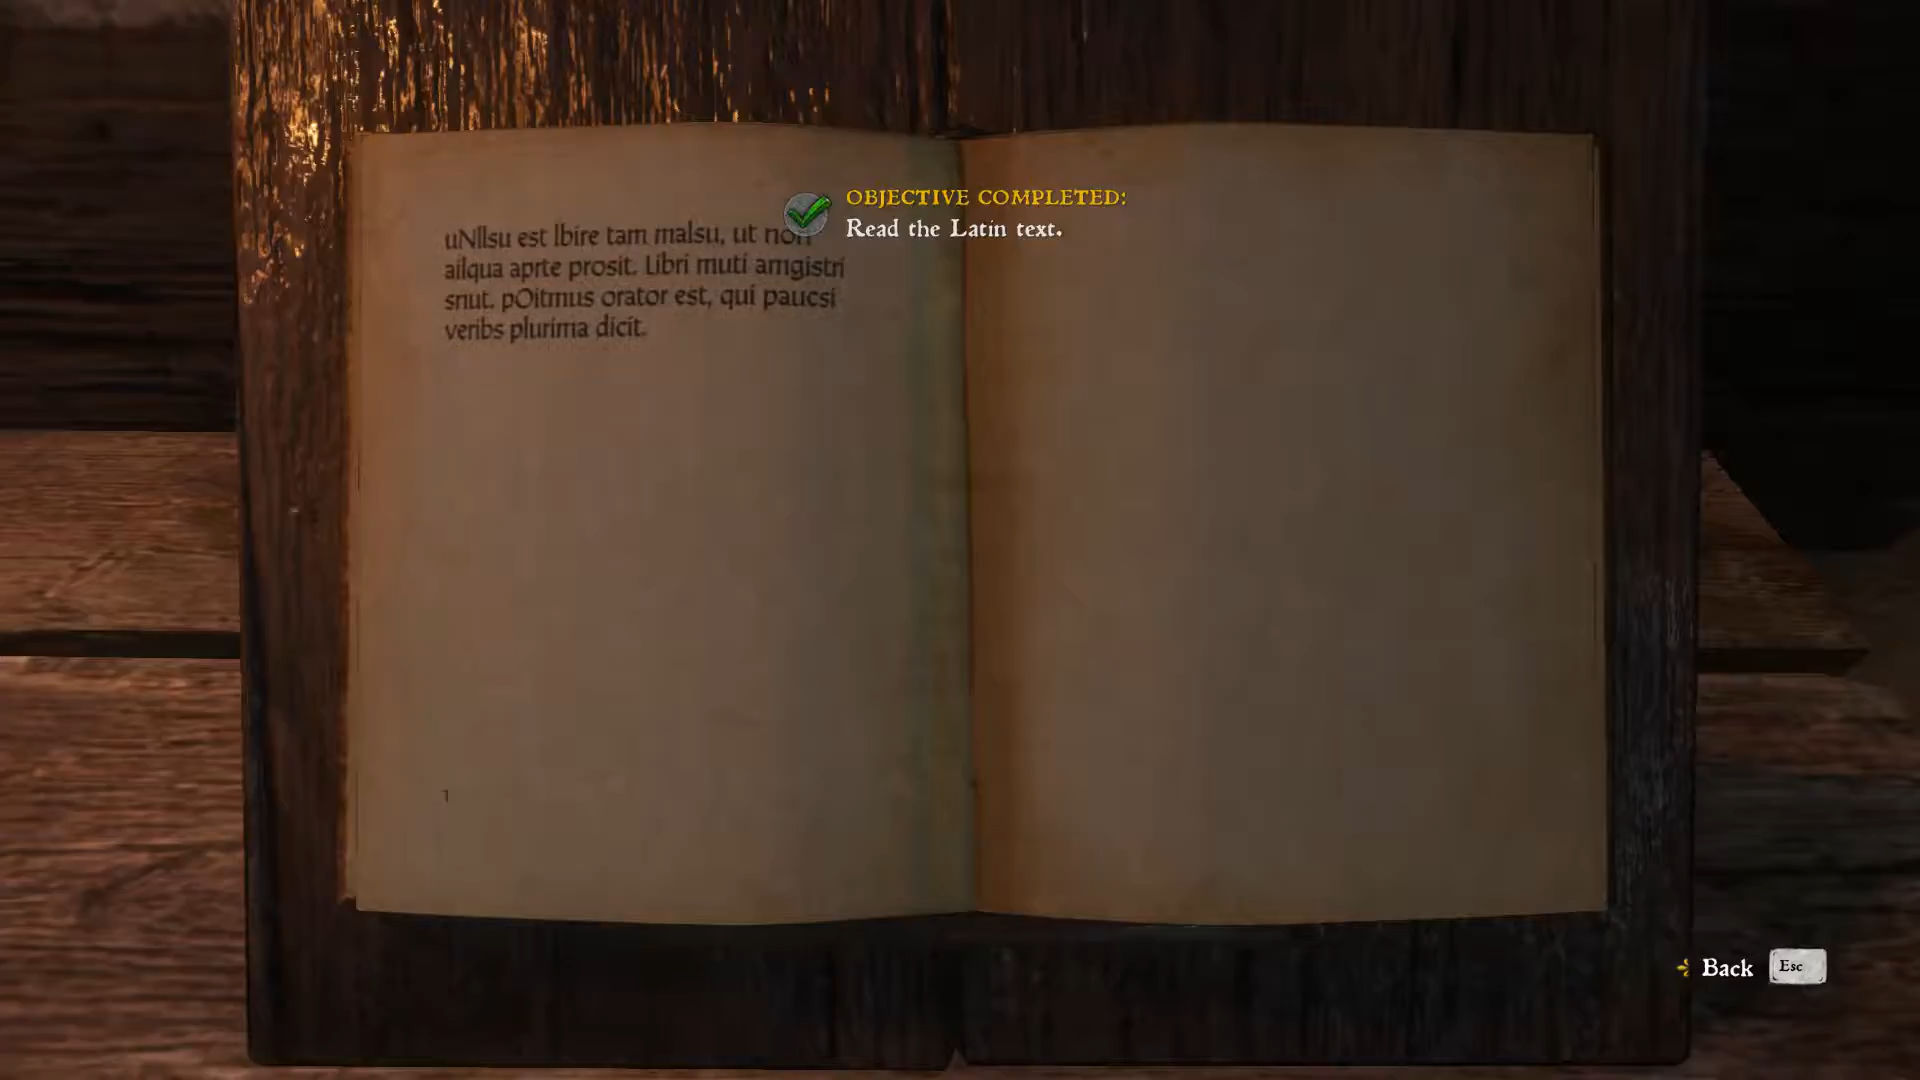 OBJECTIVE COMPLETED:
Read the Latin text.
uNllsu est lbire tam malsu, ut non
ailqua aprte prosit. Libri muti amgistri
snut. pOitmus orator est, qui paucsi
veribs plurima dicit.
1
Back Esc